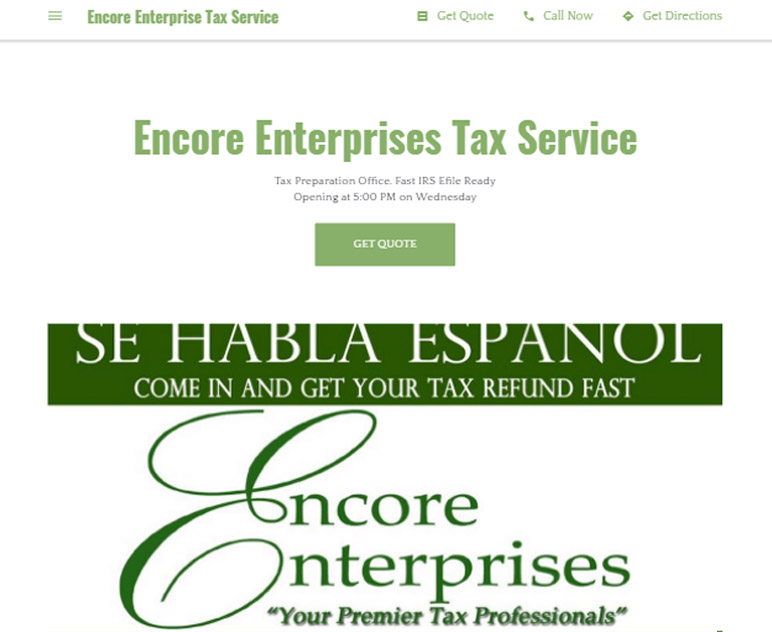 Encore Enterprise Tax Service
Get Quote
Call Now
Get Directions
Encore Enterprises Tax Service
Tax Preparation Office. Fast IRS Efile Ready
Opening at 5:00 PM on Wednesday
GET QUOTE
SE HABLA ESPANOL
COME IN AND GET YOUR TAX REFUND FAST
Encore
Enterprises
"Your Premier Tax Professionals"